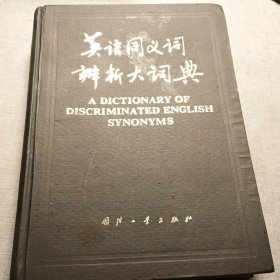 英语同义词
辨析大词典
A DICTIONARY OF
DISCRIMINATED ENGLISH
SYNONYMS
国防工业出版社